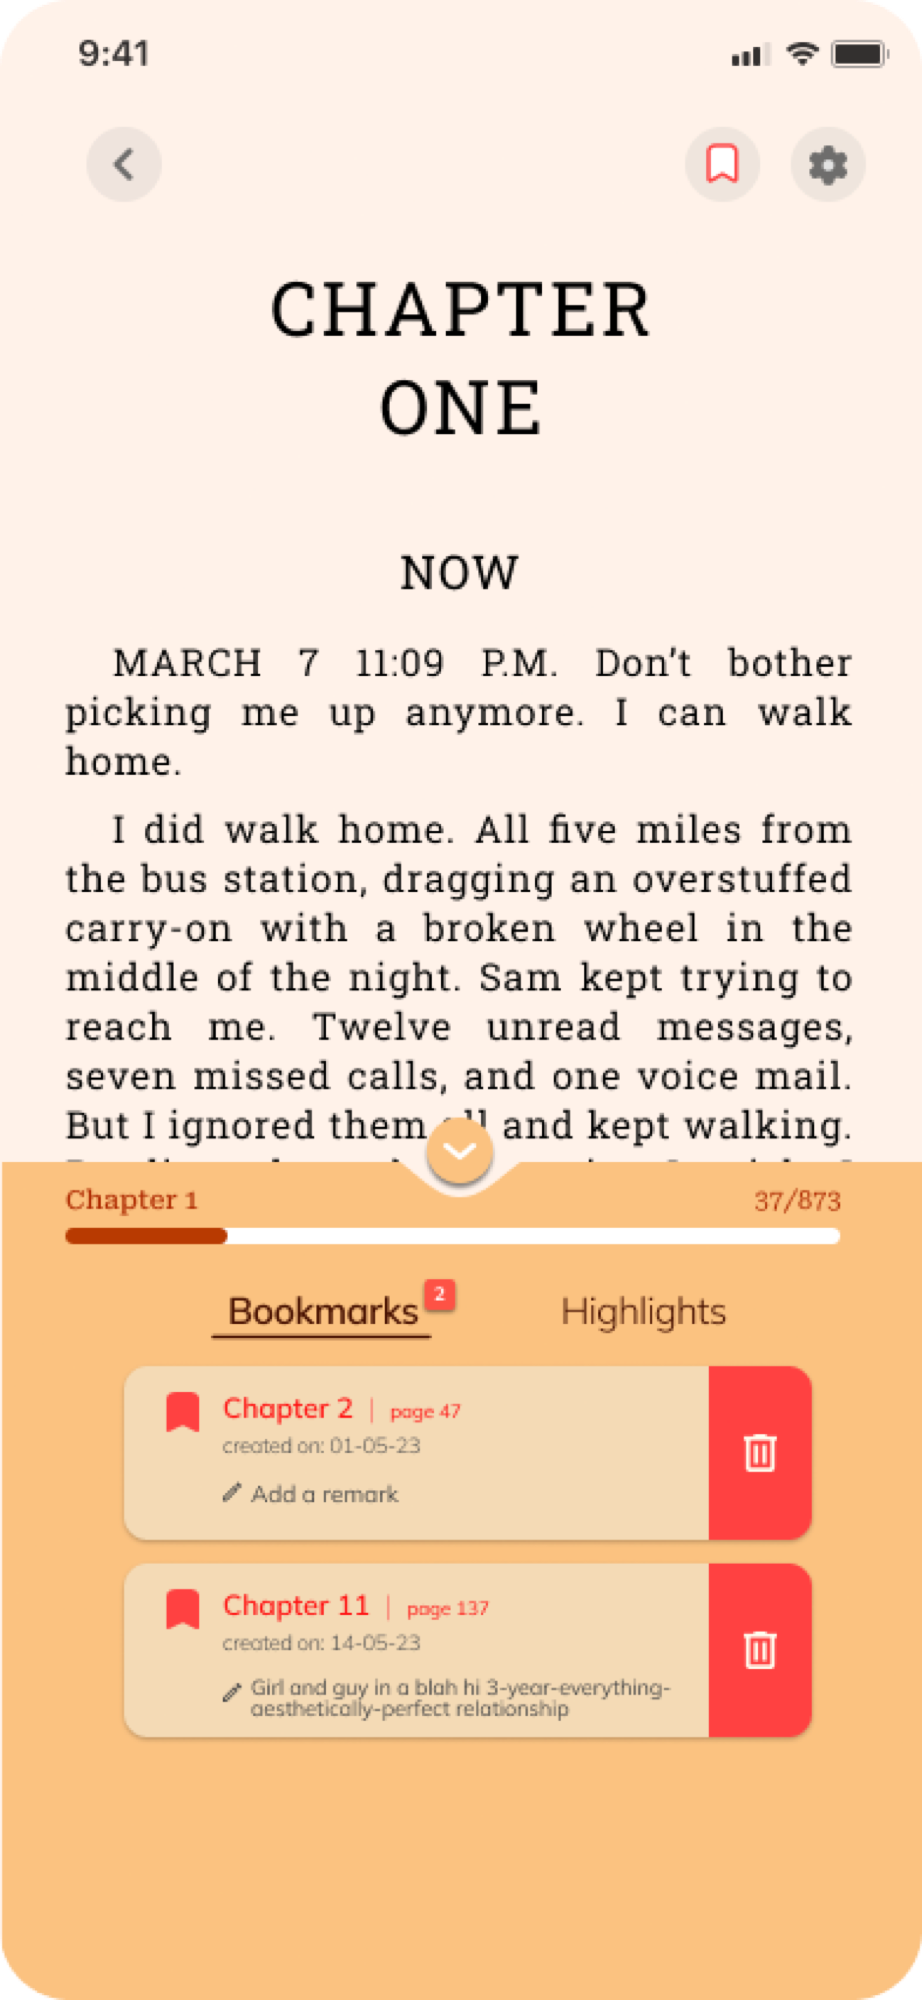 9:41
CHAPTER
ONE
NOW
MARCH 7 11:09 P.M. Don't bother
picking me up anymore. I can walk
home.
I did walk home. All five miles from
the bus station, dragging an overstuffed
carry-on with a broken wheel in the
middle of the night. Sam kept trying to
reach me. Twelve unread messages,
seven missed calls, and one voice mail.
But I ignored them all and kept walking.
Chapter 1 37/873
Bookmarks 2 Highlights
Chapter 2 | page 47
created on: 01-05-23
Add a remark
Chapter 11 | page 137
created on: 14-05-23
Girl and guy in a blah hi 3-year-everything-
aesthetically-perfect relationship